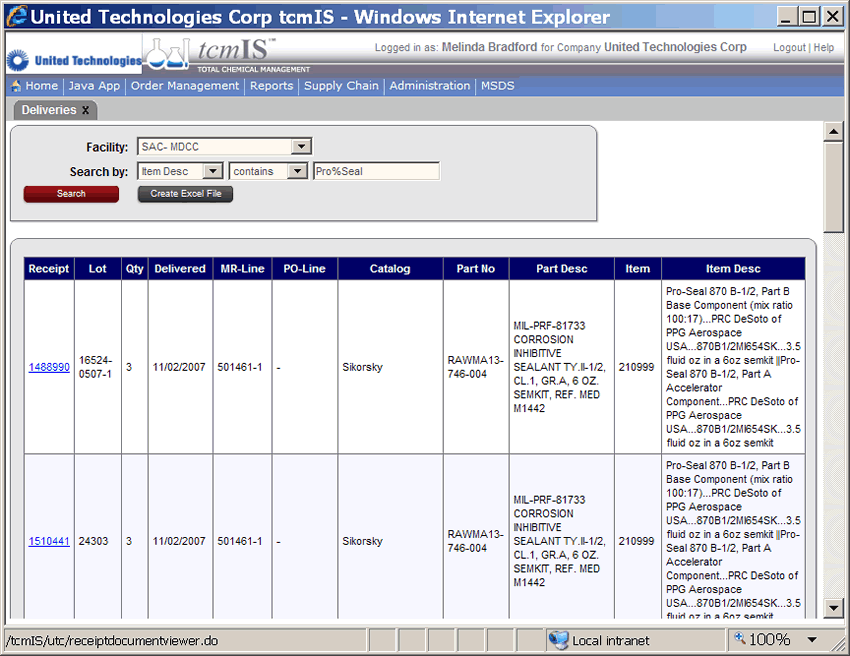 United Technologies Corp tcmIS - Windows Internet Explorer
United Technologies
tcmIS™
TOTAL CHEMICAL MANAGEMENT
Logged in as: Melinda Bradford for Company United Technologies Corp
Logout | Help
Home | Java App | Order Management | Reports | Supply Chain | Administration | MSDS
Deliveries X
Facility: SAC- MDCC
Search by: Item Desc contains Pro%Seal
Search Create Excel File
Receipt Lot Qty Delivered MR-Line PO-Line Catalog Part No Part Desc Item Item Desc
1488990
16524-
0507-1
3
11/02/2007
501461-1
-
Sikorsky
RAWMA13-
746-004
MIL-PRF-81733
CORROSION
INHIBITIVE
SEALANT TY.II-1/2,
CL.1, GR.A, 6 OZ.
SEMKIT, REF. MED
M1442
210999
Pro-Seal 870 B-1/2, Part B
Base Component (mix ratio
100:17)...PRC DeSoto of
PPG Aerospace
USA...870B1/2MI654SK...3.5
fluid oz in a 6oz semkit ||Pro-
Seal 870 B-1/2, Part A
Accelerator
Component...PRC DeSoto of
PPG Aerospace
USA...870B1/2MI654SK...3.5
fluid oz in a 6oz semkit
1510441
24303
3
11/02/2007
501461-1
-
Sikorsky
RAWMA13-
746-004
MIL-PRF-81733
CORROSION
INHIBITIVE
SEALANT TY.II-1/2,
CL.1, GR.A, 6 OZ.
SEMKIT, REF. MED
M1442
210999
Pro-Seal 870 B-1/2, Part B
Base Component (mix ratio
100:17)...PRC DeSoto of
PPG Aerospace
USA...870B1/2MI654SK...3.5
fluid oz in a 6oz semkit ||Pro-
Seal 870 B-1/2, Part A
Accelerator
Component...PRC DeSoto of
PPG Aerospace
USA...870B1/2MI654SK...3.5
fluid oz in a 6oz semkit
/tcmIS/utc/receiptdocumentviewer.do
Local intranet
100%